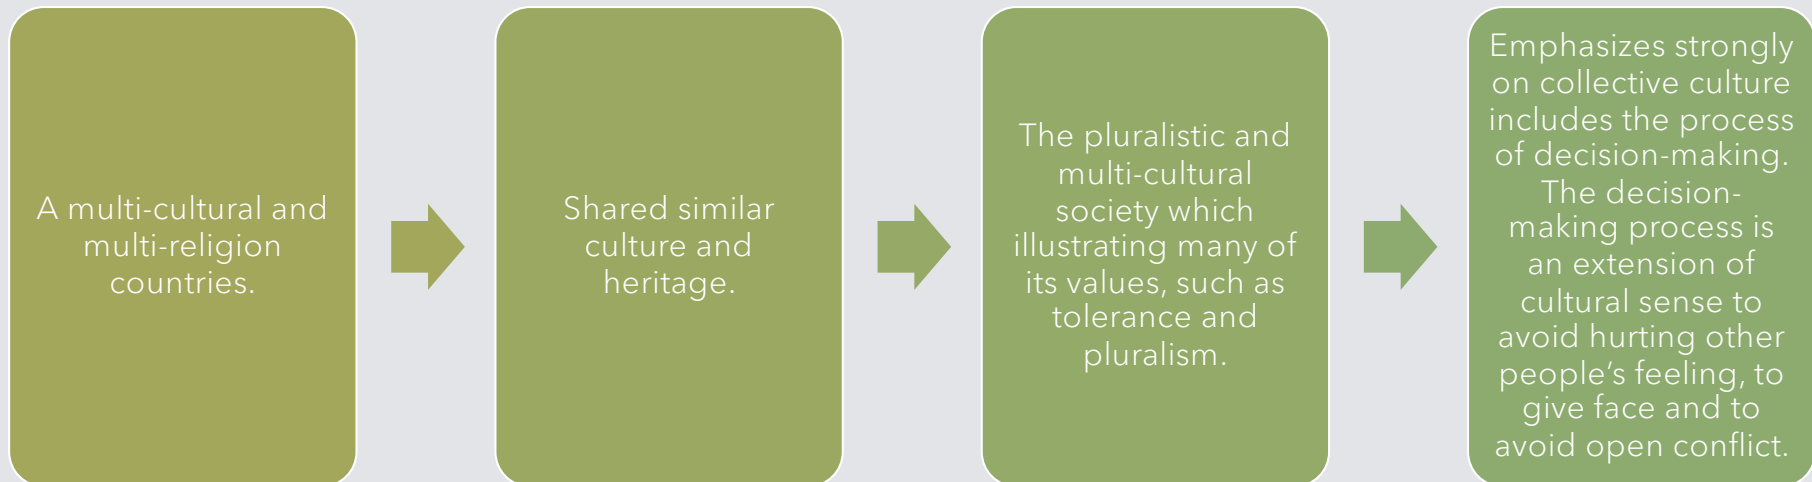 A multi-cultural and
multi-religion
countries.
Shared similar
culture and
heritage.
The pluralistic and
multi-cultural
society which
illustrating many of
its values, such as
tolerance and
pluralism.
Emphasizes strongly
on collective culture
includes the process
of decision-making.
The decision-
making process is
an extension of
cultural sense to
avoid hurting other
people’s feeling, to
give face and to
avoid open conflict.